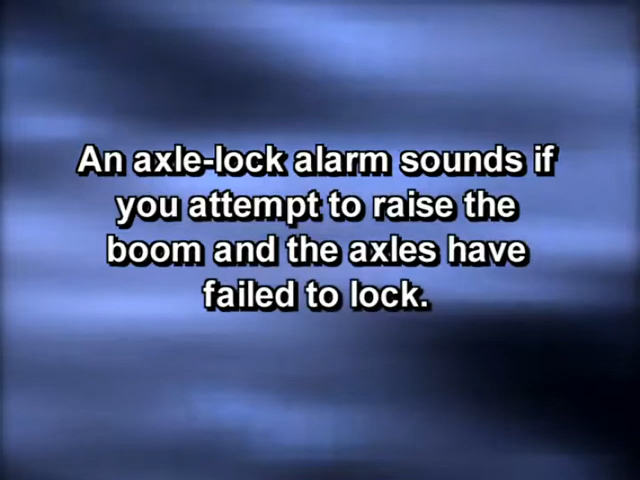 An axle-lock alarm sounds if
you attempt to raise the
boom and the axles have
failed to lock.